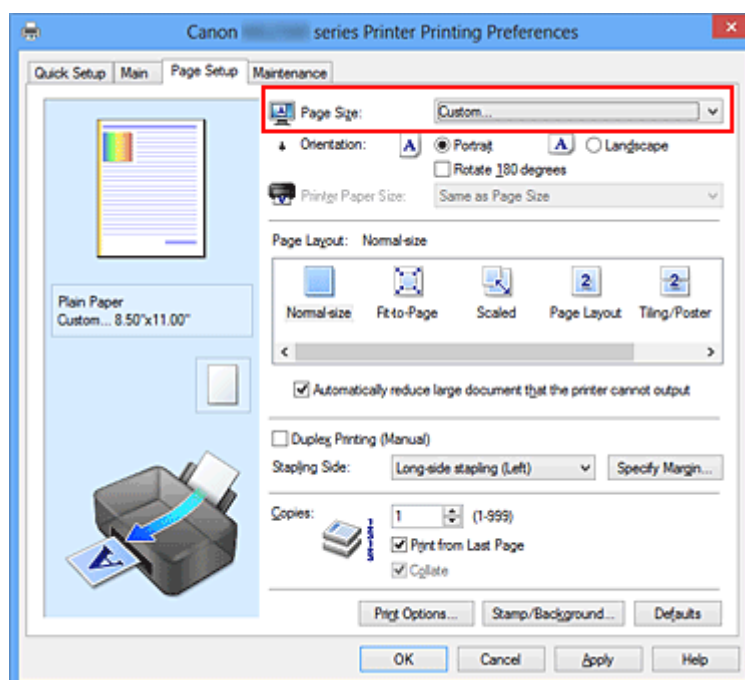 Canon series Printer Printing Preferences
Quick Setup Main Page Setup Maintenance
Page Size: Custom...
Orientation: A Portrait A Landscape
Rotate 180 degrees
Printer Paper Size: Same as Page Size
Page Layout: Normal-size
2 2
Normal-size Fit-to-Page Scaled Page Layout Tiling/Poster
Plain Paper
Custom... 8.50"x11.00"
Automatically reduce large document that the printer cannot output
Duplex Printing (Manual)
Stapling Side: Long-side stapling (Left) Specify Margin...
Copies: 1 (1-999)
Print from Last Page
Collate
A
Print Options... Stamp/Background... Defaults
OK Cancel Apply Help